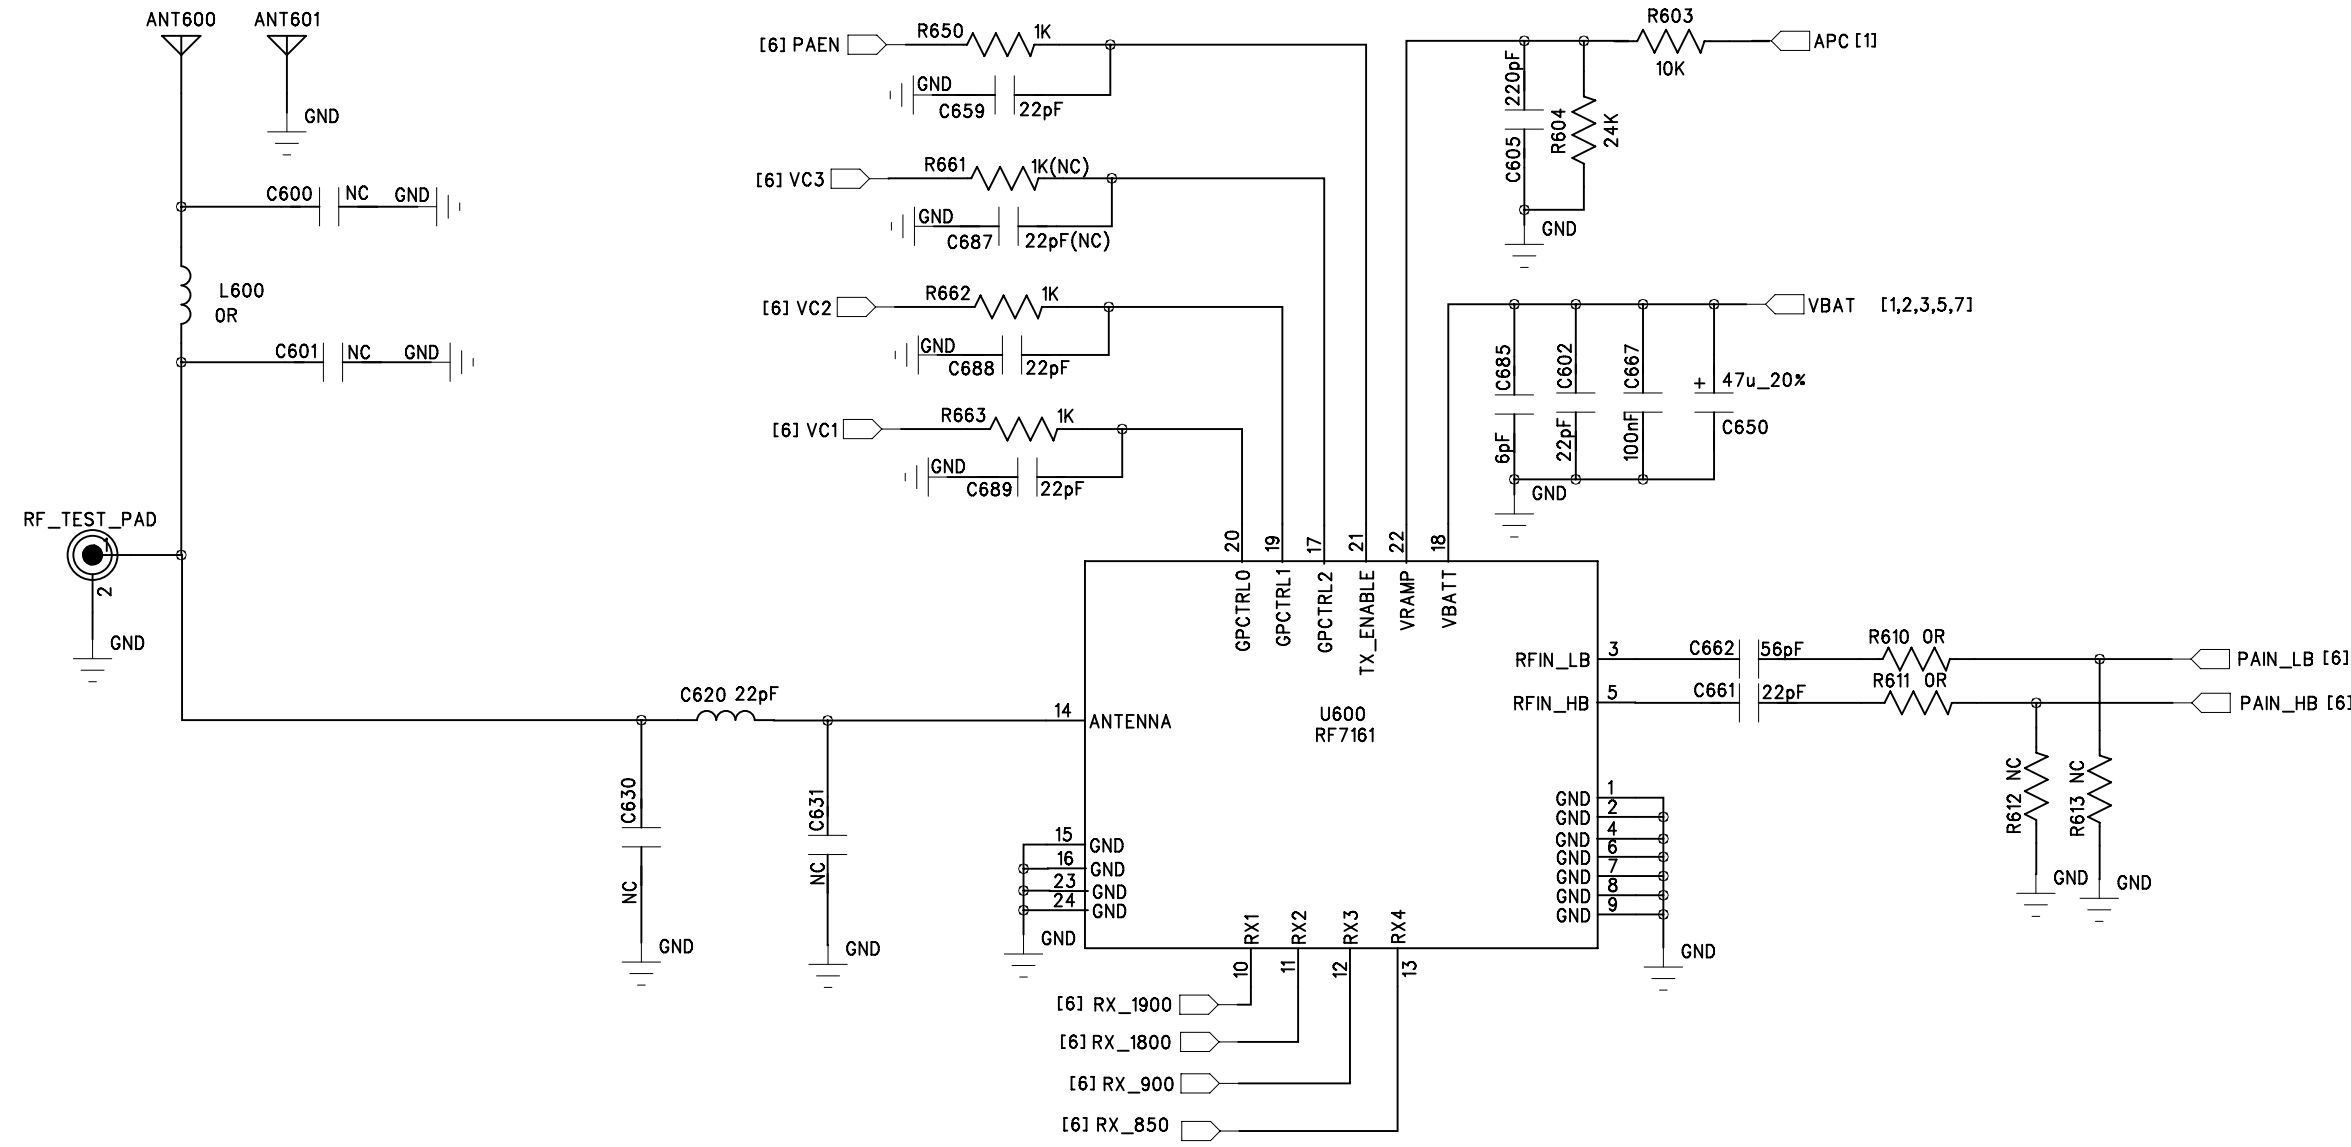 ANT600
ANT601
GND
C600
NC
GND
L600
0R
C601
NC
GND
RF_TEST_PAD
1
2
GND
[6] PAEN
R650
1K
GND
C659
22pF
[6] VC3
R661
1K(NC)
GND
C687
22pF(NC)
[6] VC2
R662
1K
GND
C688
22pF
[6] VC1
R663
1K
GND
C689
22pF
R603
10K
APC [1]
220pF
C605
R604
24K
GND
VBAT [1,2,3,5,7]
C685
6pF
C602
22pF
C667
100nF
+
47u_20%
C650
GND
20
19
17
21
22
18
GPCTRL0
GPCTRL1
GPCTRL2
TX_ENABLE
VRAMP
VBATT
RFIN_LB
3
C662
56pF
R610 0R
PAIN_LB [6]
RFIN_HB
5
C661
22pF
R611 0R
PAIN_HB [6]
U600
RF7161
C620 22pF
14
ANTENNA
C630
NC
GND
C631
NC
GND
15
GND
16
GND
23
GND
24
GND
GND
GND
1
GND
2
GND
4
GND
6
GND
7
GND
8
GND
9
GND
R612
NC
GND
R613
NC
GND
RX1
RX2
RX3
RX4
10
11
12
13
[6] RX_1900
[6] RX_1800
[6] RX_900
[6] RX_850